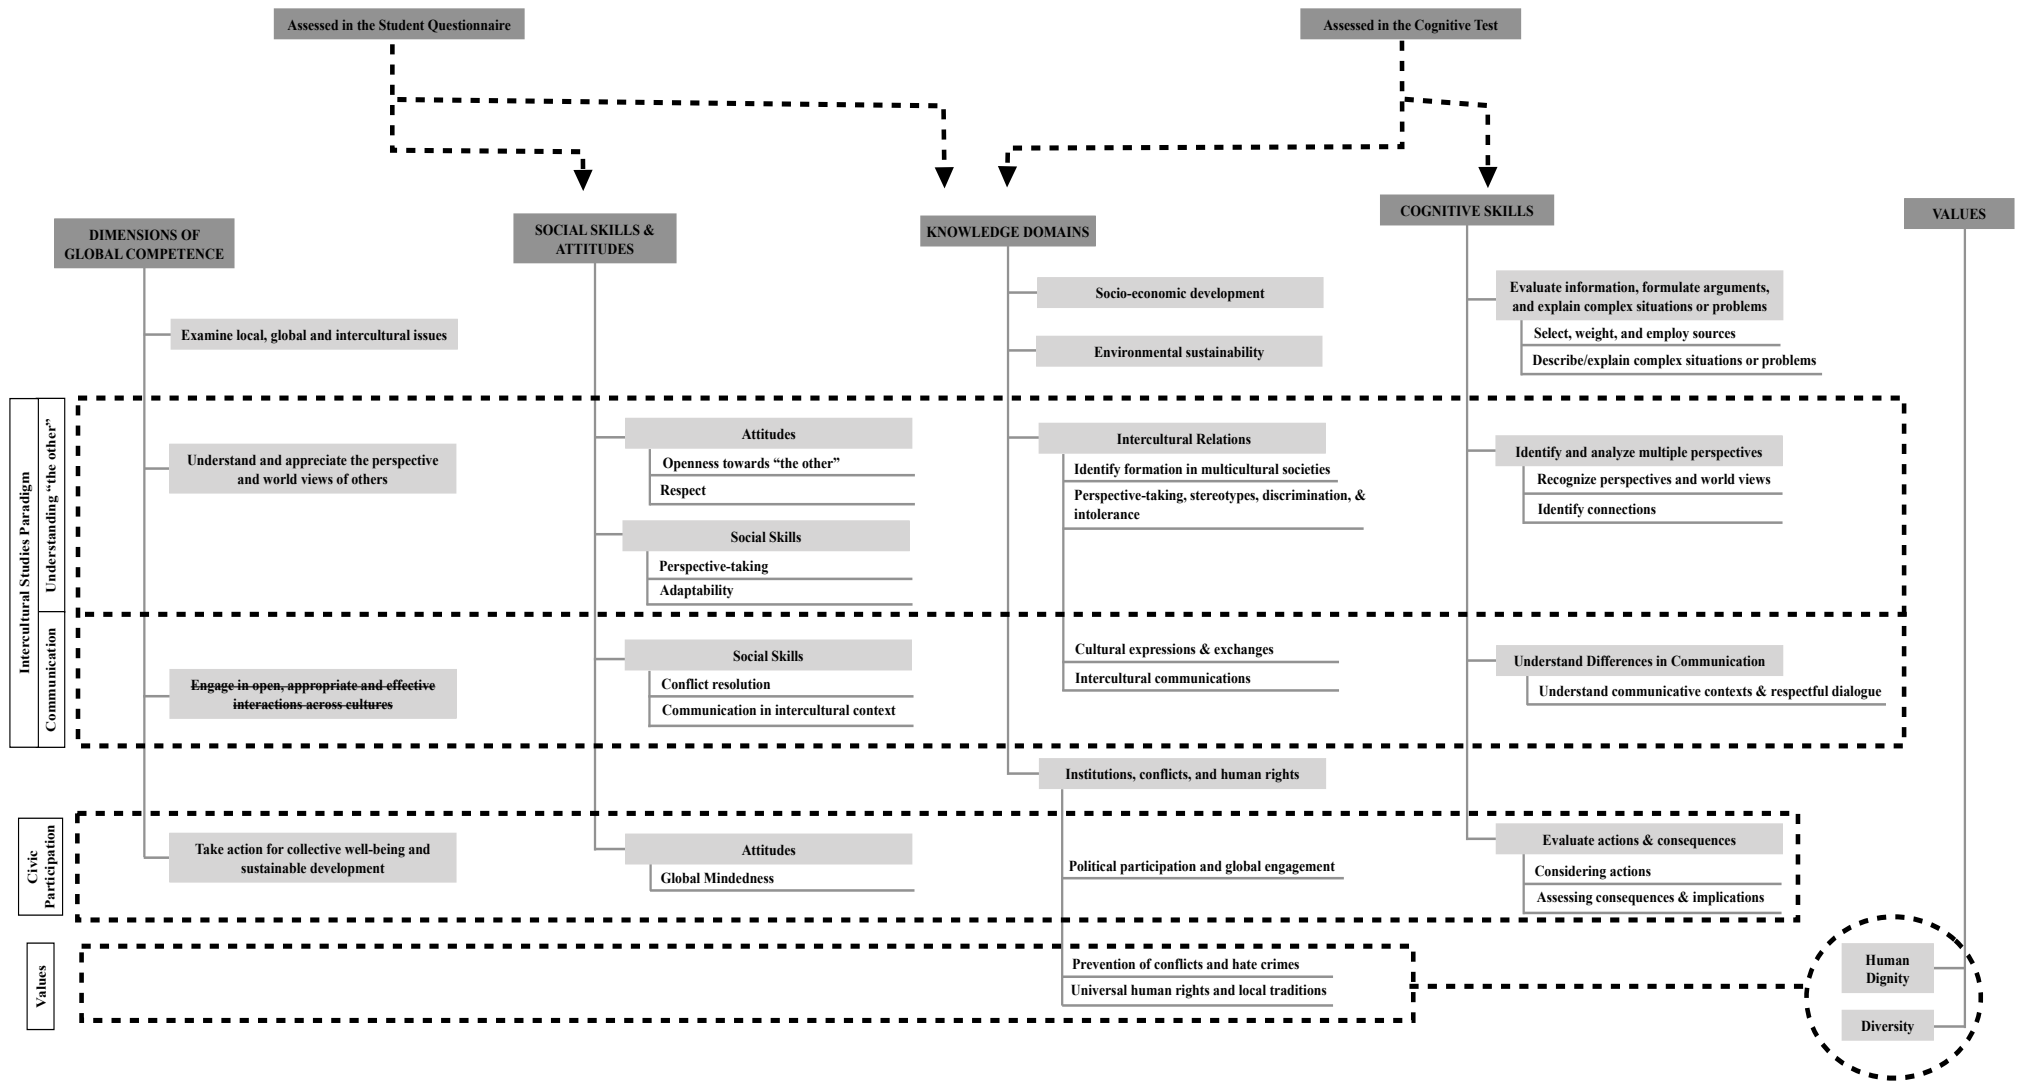 Assessed in the Student Questionnaire
Assessed in the Cognitive Test
DIMENSIONS OF
GLOBAL COMPETENCE
SOCIAL SKILLS &
ATTITUDES
KNOWLEDGE DOMAINS
COGNITIVE SKILLS
VALUES
Examine local, global and intercultural issues
Socio-economic development
Environmental sustainability
Evaluate information, formulate arguments,
and explain complex situations or problems
Select, weight, and employ sources
Describe/explain complex situations or problems
Intercultural Studies Paradigm
Understanding “the other”
Understand and appreciate the perspective
and world views of others
Attitudes
Openness towards “the other”
Respect
Social Skills
Perspective-taking
Adaptability
Intercultural Relations
Identify formation in multicultural societies
Perspective-taking, stereotypes, discrimination, &
intolerance
Identify and analyze multiple perspectives
Recognize perspectives and world views
Identify connections
Communication
Engage in open, appropriate and effective
interactions across cultures
Social Skills
Conflict resolution
Communication in intercultural context
Cultural expressions & exchanges
Intercultural communications
Understand Differences in Communication
Understand communicative contexts & respectful dialogue
Institutions, conflicts, and human rights
Civic
Participation
Take action for collective well-being and
sustainable development
Attitudes
Global Mindedness
Political participation and global engagement
Evaluate actions & consequences
Considering actions
Assessing consequences & implications
Values
Prevention of conflicts and hate crimes
Universal human rights and local traditions
Human
Dignity
Diversity